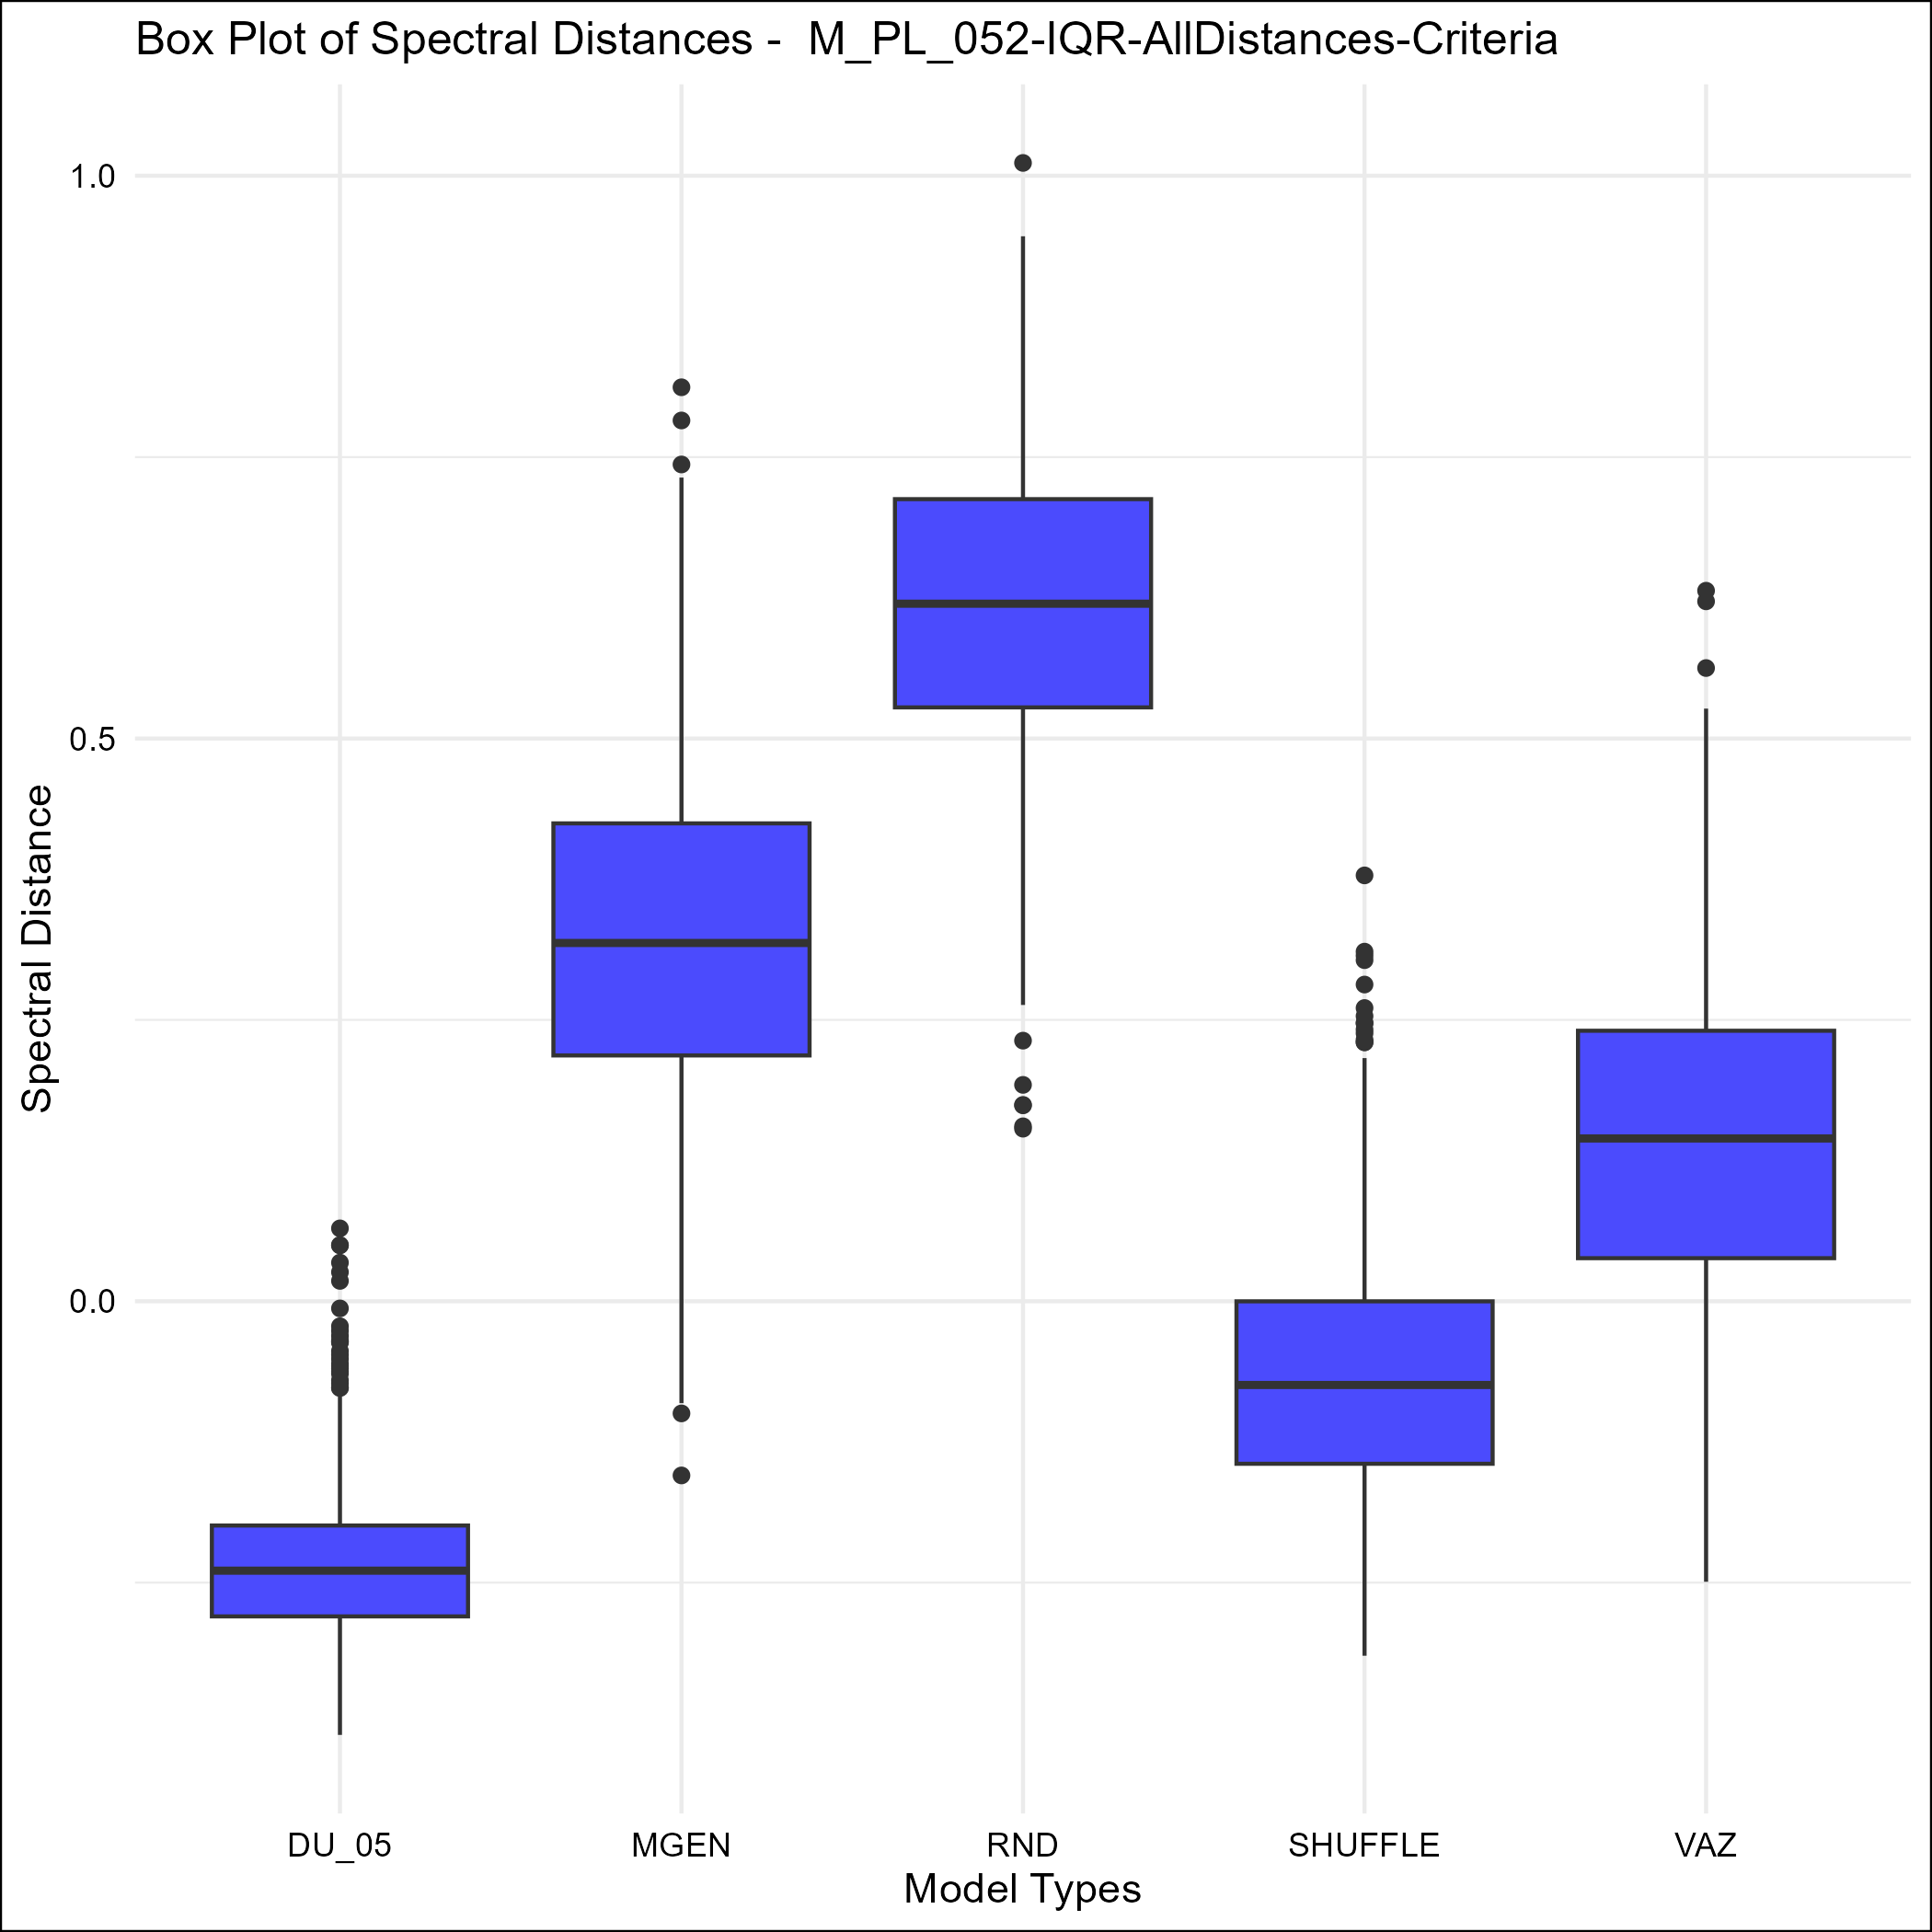 Box Plot of Spectral Distances -  M_PL_052-IQR-AllDistances-Criteria
1.0
0.5
0.0
Spectral Distance
DU_05 MGEN RND SHUFFLE VAZ
Model Types